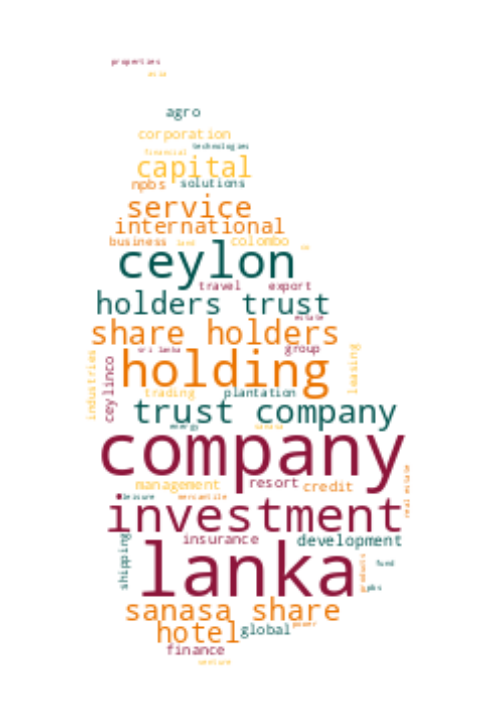 properties
asia
agro
corporation
technologies
financial
capital
npbs solutions
service
international
business land colombo
ceylon
travel export
holders trust
estate
share holders
sri lanka group
holding
industries
ceylinco
leasing
trading plantation
trust company
energy sanasa
company
management resort credit
leisure mercantile
real estate
investment
insurance development
shipping
lanka
products
fund
pbs
sanasa share
power
hotel global
finance
venture